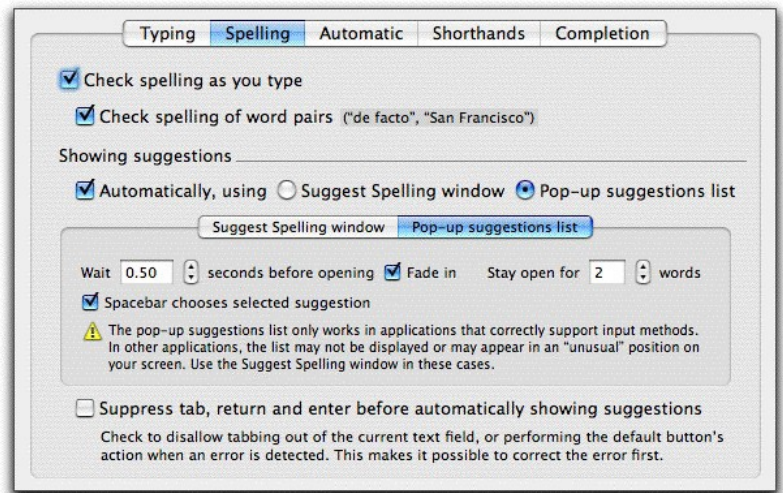 Typing Spelling Automatic Shorthands Completion
Check spelling as you type
Check spelling of word pairs (“de facto”, “San Francisco”)
Showing suggestions
Automatically, using Suggest Spelling window Pop-up suggestions list
Suggest Spelling window Pop-up suggestions list
Wait 0.50 seconds before opening Fade in Stay open for 2 words
Spacebar chooses selected suggestion
The pop-up suggestions list only works in applications that correctly support input methods.
In other applications, the list may not be displayed or may appear in an “unusual” position on
your screen. Use the Suggest Spelling window in these cases.
Suppress tab, return and enter before automatically showing suggestions
Check to disallow tabbing out of the current text field, or performing the default button’s
action when an error is detected. This makes it possible to correct the error first.